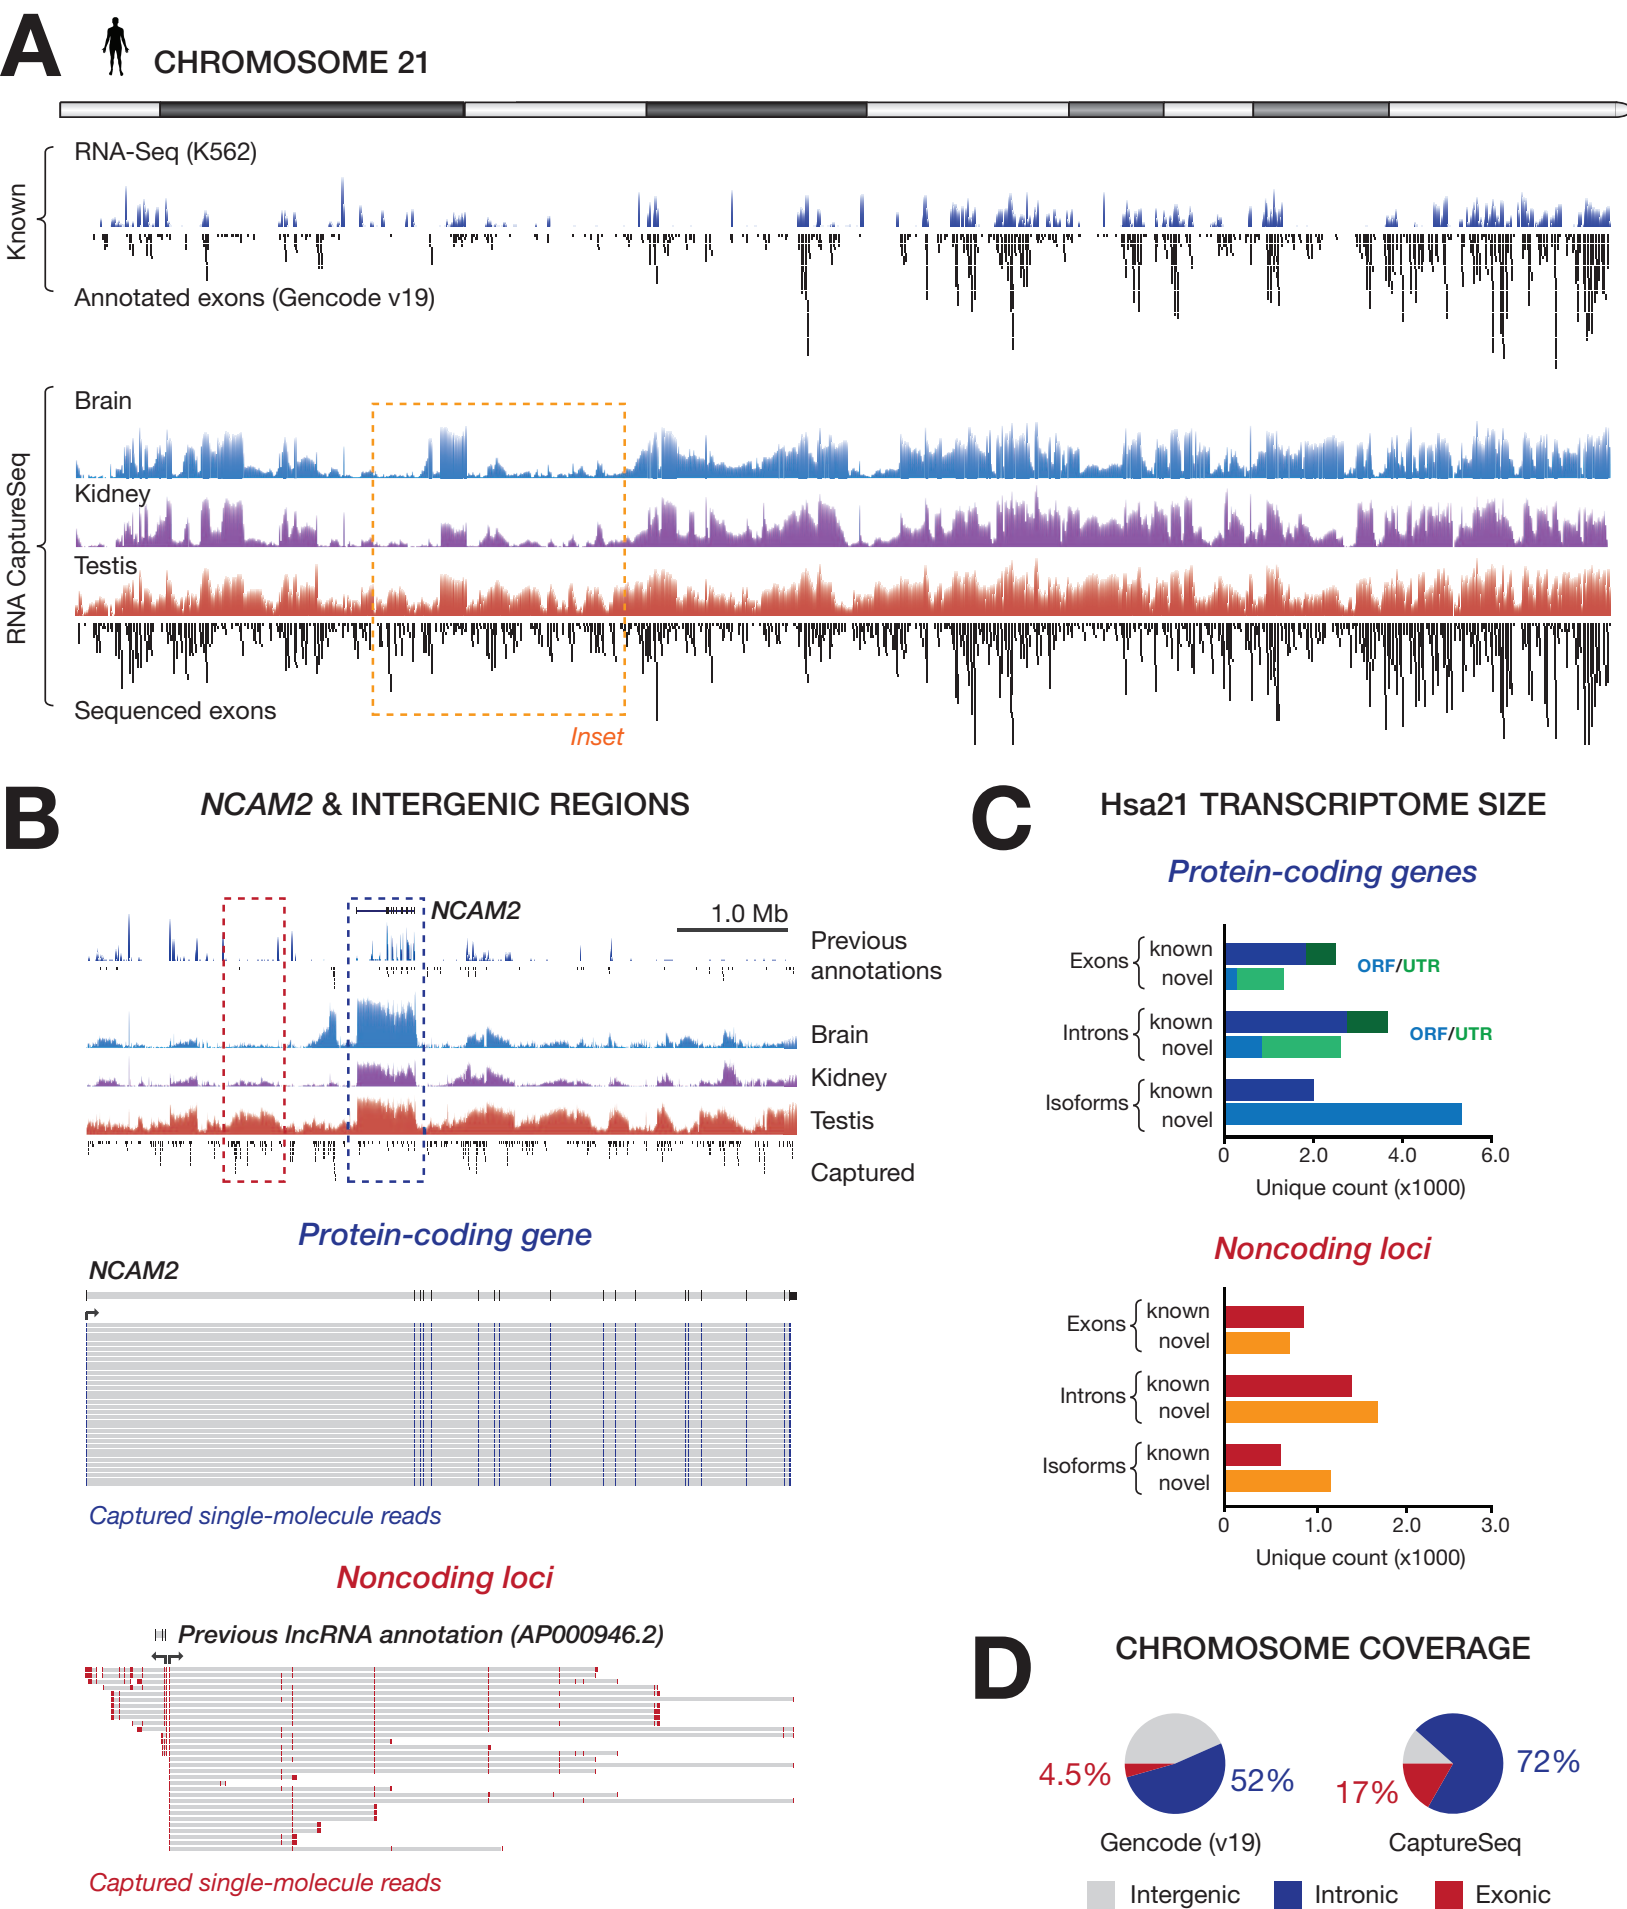 A
CHROMOSOME 21
Known
RNA-Seq (K562)
Annotated exons (Gencode v19)
RNA CaptureSeq
Brain
Kidney
Testis
Sequenced exons
Inset
B
NCAM2 & INTERGENIC REGIONS
NCAM2
1.0 Mb
Previous
annotations
Brain
Kidney
Testis
Captured
Protein-coding gene
NCAM2
Captured single-molecule reads
Noncoding loci
Previous lncRNA annotation (AP000946.2)
Captured single-molecule reads
C
Hsa21 TRANSCRIPTOME SIZE
Protein-coding genes
Exons
known
novel
ORF/UTR
Introns
known
novel
ORF/UTR
Isoforms
known
novel
0 2.0 4.0 6.0
Unique count (x1000)
Noncoding loci
Exons
known
novel
Introns
known
novel
Isoforms
known
novel
0 1.0 2.0 3.0
Unique count (x1000)
D
CHROMOSOME COVERAGE
4.5%
52%
17%
72%
Gencode (v19)
CaptureSeq
Intergenic
Intronic
Exonic